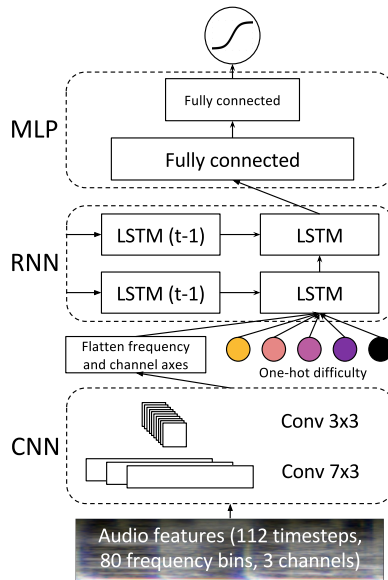 Fully connected
MLP
Fully connected
LSTM (t-1) LSTM
RNN
LSTM (t-1) LSTM
Flatten frequency
and channel axes
One-hot difficulty
Conv 3x3
CNN
Conv 7x3
Audio features (112 timesteps,
80 frequency bins, 3 channels)